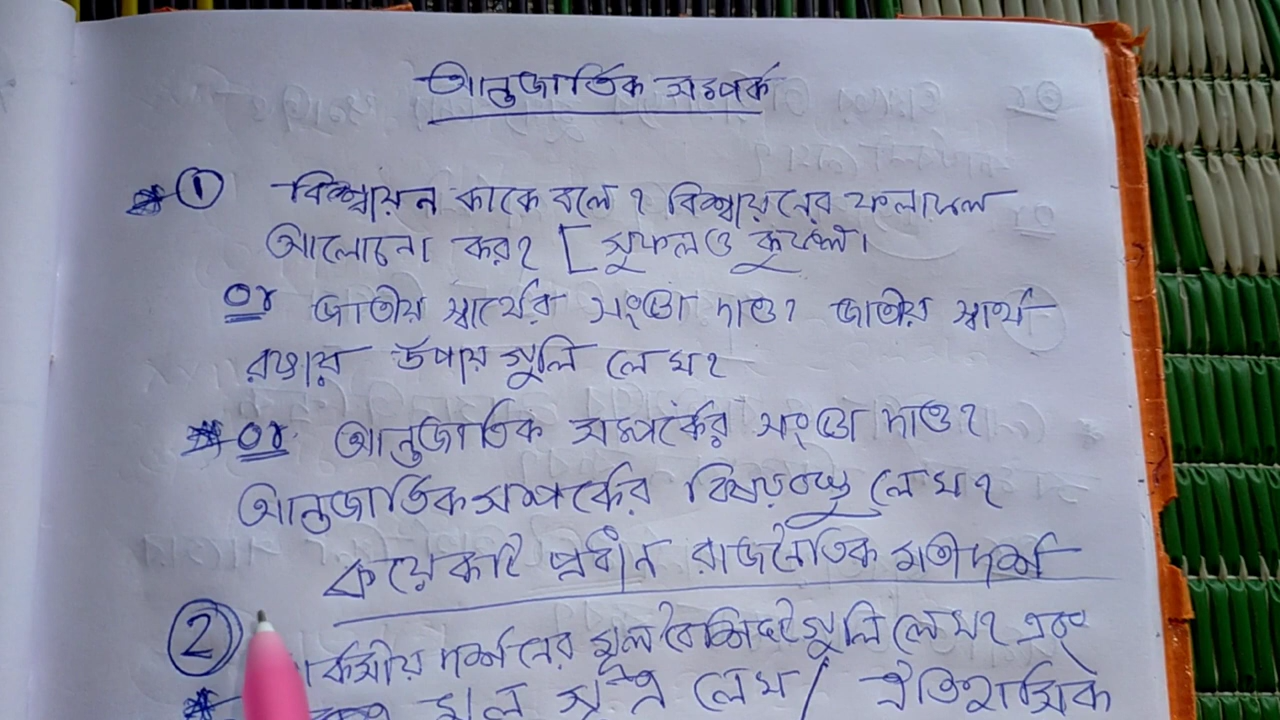 আন্তর্জাতিক সম্পর্ক
① বিশ্বায়ন কাকে বলে? বিশ্বায়নের ফলাফল
আলোচনা কর? [সুফল ও কুফল।
or জাতীয় স্বার্থের সংজ্ঞা দাও? জাতীয় স্বার্থ
রক্ষার উপায় গুলি লেখ?
or আন্তর্জাতিক সম্পর্কের সংজ্ঞা দাও?
আন্তর্জাতিক সম্পর্কের বিষয়বস্তু লেখ?
কয়েকটি প্রধান রাজনৈতিক মতাদর্শ
② দর্শনের মূল বৈশিষ্ট্য গুলি লেখ? এবং
মূল সূত্র লেখ / ঐতিহাসিক